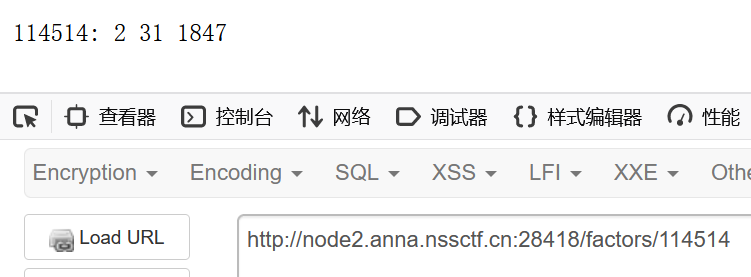 114514: 2 31 1847
查看器 控制台 网络 调试器 样式编辑器 性能
Encryption Encoding SQL XSS LFI XXE Othe
Load URL http://node2.anna.nssctf.cn:28418/factors/114514